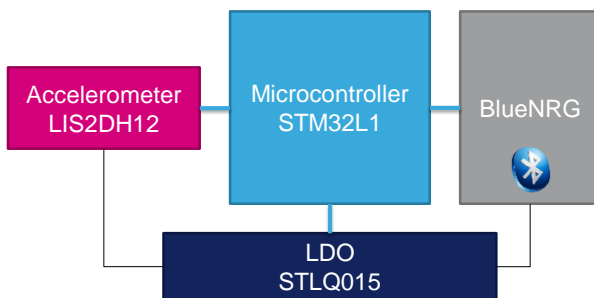 Accelerometer
LIS2DH12
Microcontroller
STM32L1
BlueNRG
LDO
STLQ015